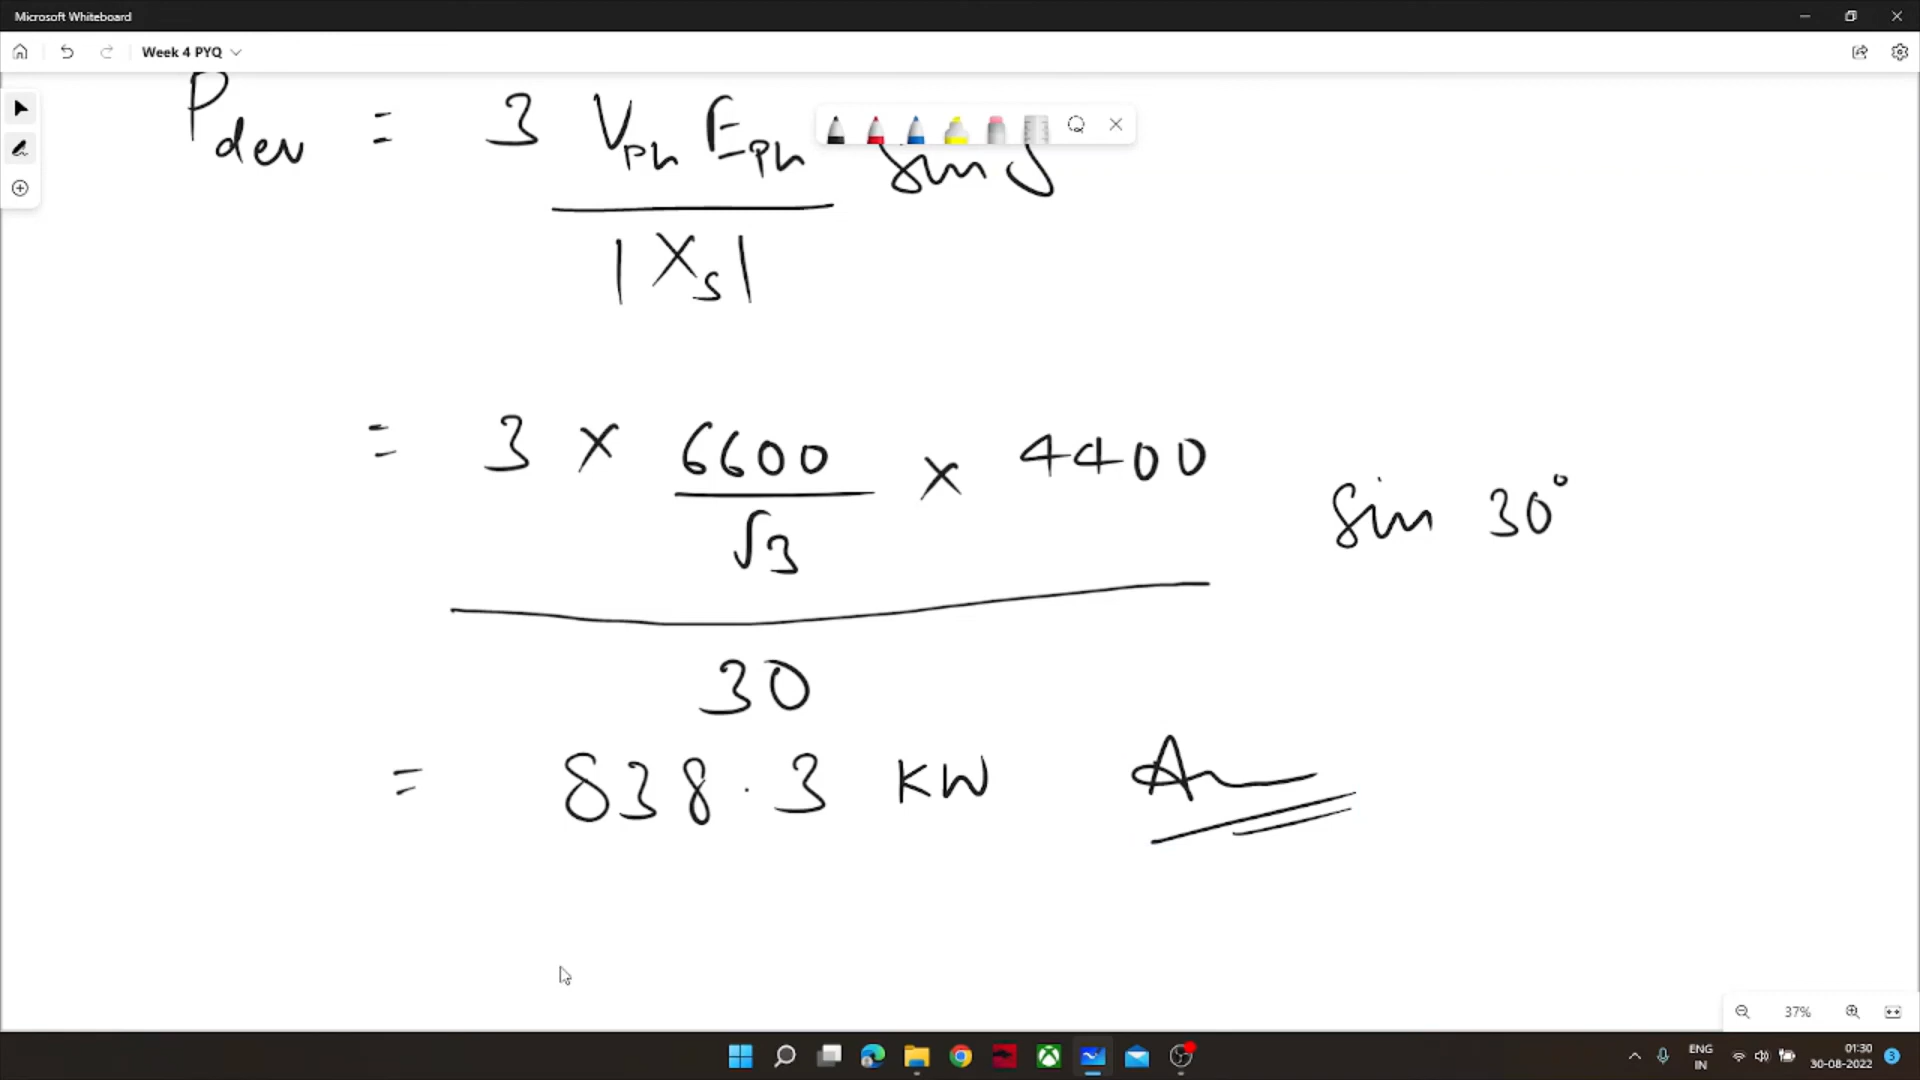 Microsoft Whiteboard
Week 4 PYQ
P_dev = 3 V_ph E_ph sin δ
|X_s|
= 3 × 6600 × 4400 sin 30°
√3
30
= 838.3 KW Ans
37%
ENG
IN
01:30
30-08-2022
3